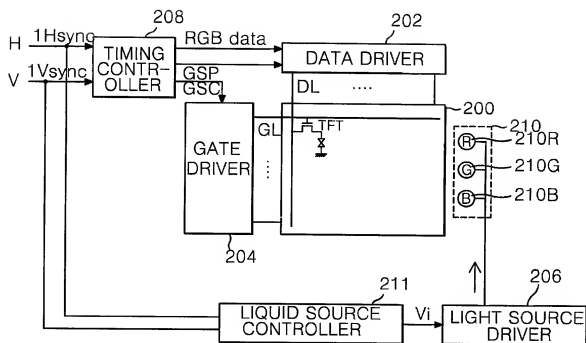 208
202
H 1Hsync
RGB data
TIMING
CONTR-
OLLER
DATA DRIVER
V 1Vsync
GSP
GSC
DL ....
200
GL
TFT
210
R 210R
GATE
DRIVER
G 210G
B 210B
204
211
206
LIQUID SOURCE
CONTROLLER
Vi
LIGHT SOURCE
DRIVER